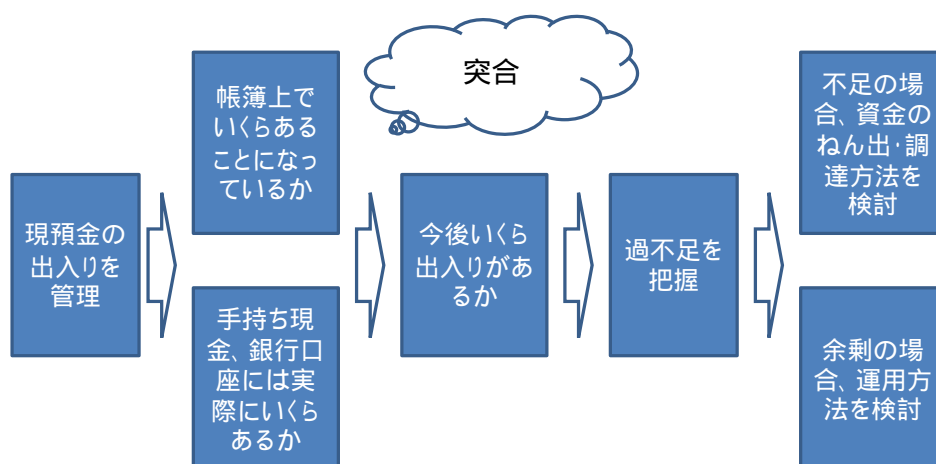 突合
現預金の
出入りを
管理
帳簿上で
いくらある
ことになっ
ているか
手持ち現
金、銀行口
座には実
際にいくら
あるか
今後いくら
出入りがあ
るか
過不足を
把握
不足の場
合、資金の
ねん出・調
達方法を
検討
余剰の場
合、運用方
法を検討